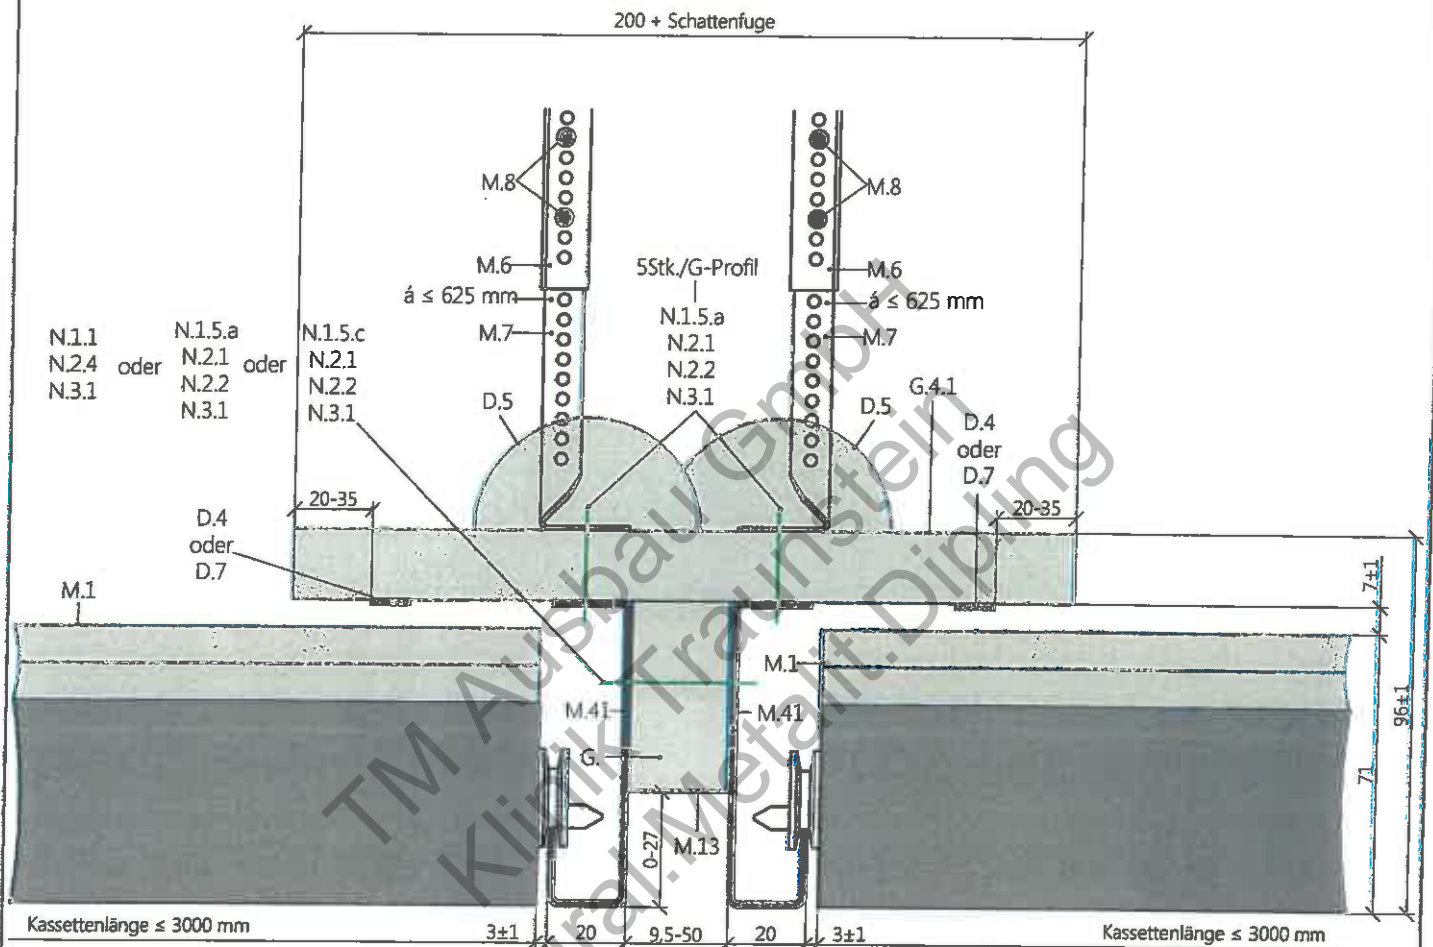 200 + Schattenfuge
M.8
M.8
M.6
5Stk./G-Profil
M.6
á ≤ 625 mm
á ≤ 625 mm
N.1.1
N.2.4
N.3.1
oder
N.1.5.a
N.2.1
N.2.2
N.3.1
oder
N.1.5.c
N.2.1
N.2.2
N.3.1
M.7
N.1.5.a
N.2.1
N.2.2
N.3.1
M.7
D.5
D.5
G.4.1
D.4
oder
D.7
20-35
20-35
D.4
oder
D.7
M.1
7±1
M.1
M.41
M.41
G.
96±1
71
0-27
M.13
Kassettenlänge ≤ 3000 mm
3±1
20
9,5-50
20
3±1
Kassettenlänge ≤ 3000 mm
TM Ausbau GmbH
Klinik Traunstein
ral.Metallit.Dipling